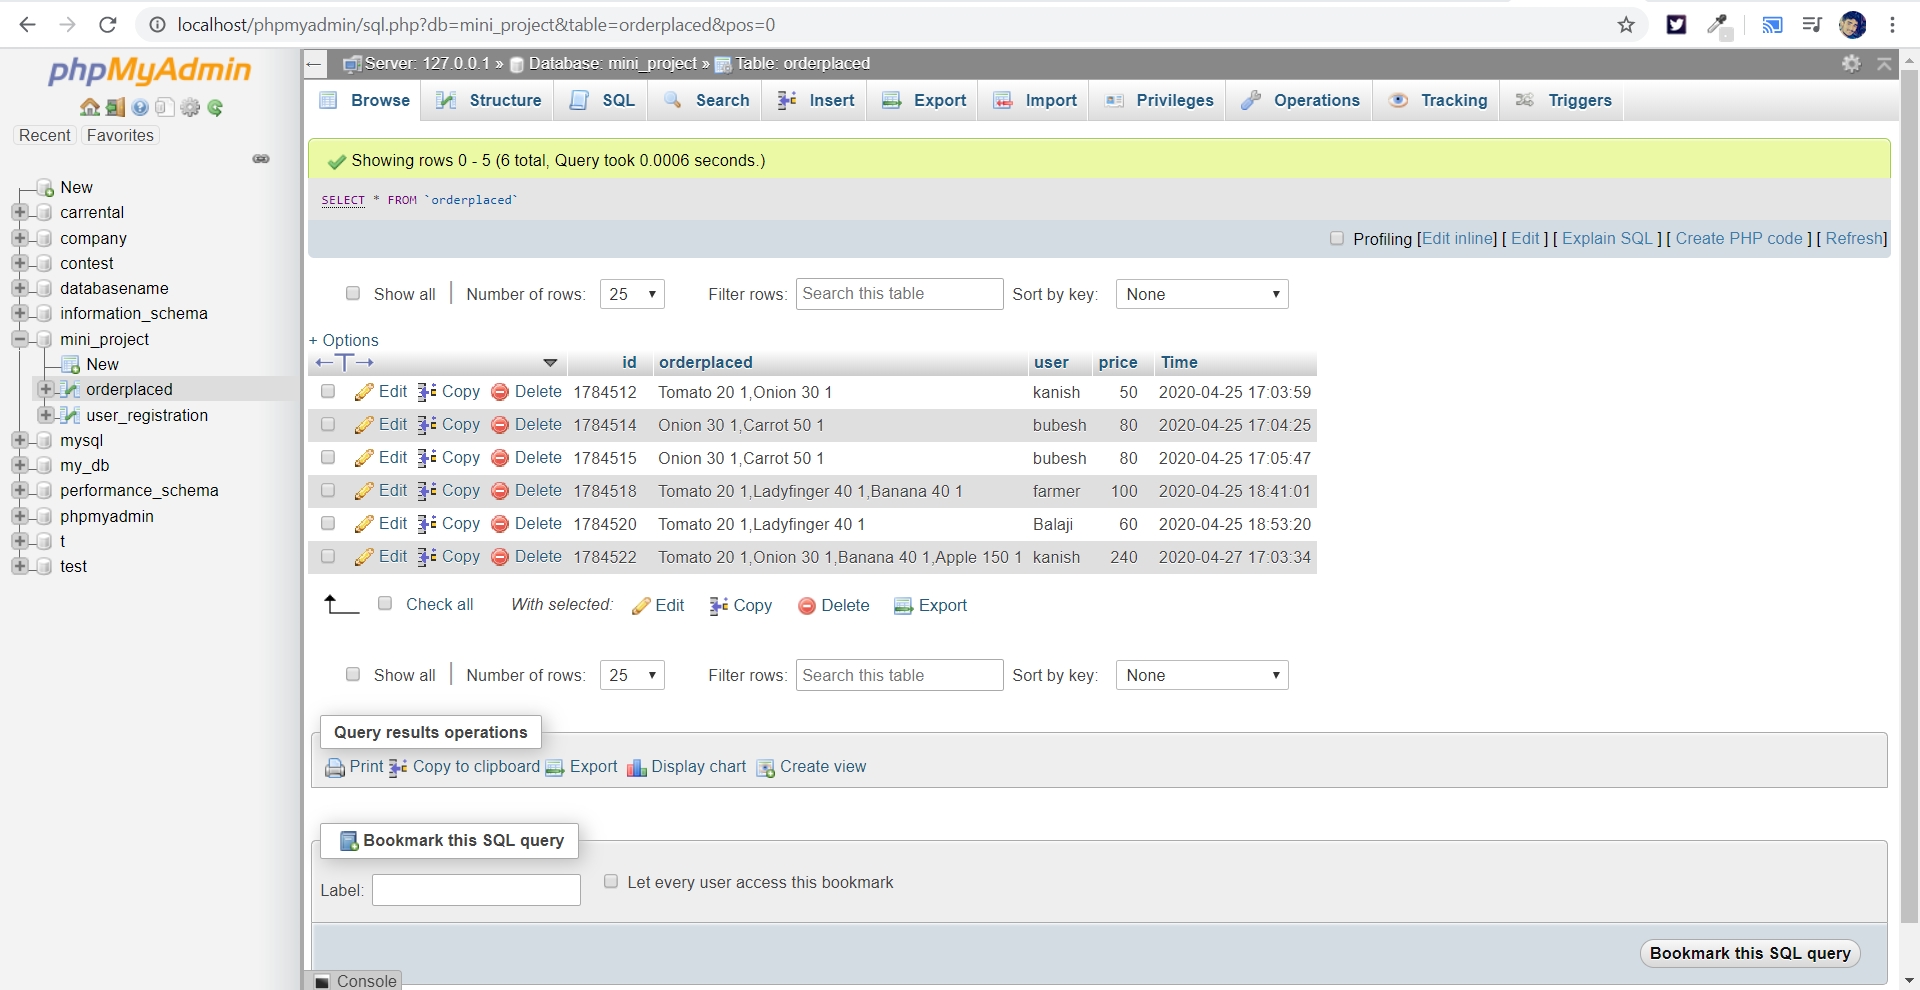 localhost/phpmyadmin/sql.php?db=mini_project&table=orderplaced&pos=0
phpMyAdmin
Recent Favorites
New
carrental
company
contest
databasename
information_schema
mini_project
New
orderplaced
user_registration
mysql
my_db
performance_schema
phpmyadmin
t
test
Server: 127.0.0.1 » Database: mini_project » Table: orderplaced
Browse Structure SQL Search Insert Export Import Privileges Operations Tracking Triggers
Showing rows 0 - 5 (6 total, Query took 0.0006 seconds.)
SELECT * FROM `orderplaced`
Profiling [Edit inline] [ Edit ] [ Explain SQL ] [ Create PHP code ] [ Refresh]
Show all | Number of rows: 25 Filter rows: Search this table Sort by key: None
+ Options
id orderplaced user price Time
Edit Copy Delete 1784512 Tomato 20 1,Onion 30 1 kanish 50 2020-04-25 17:03:59
Edit Copy Delete 1784514 Onion 30 1,Carrot 50 1 bubesh 80 2020-04-25 17:04:25
Edit Copy Delete 1784515 Onion 30 1,Carrot 50 1 bubesh 80 2020-04-25 17:05:47
Edit Copy Delete 1784518 Tomato 20 1,Ladyfinger 40 1,Banana 40 1 farmer 100 2020-04-25 18:41:01
Edit Copy Delete 1784520 Tomato 20 1,Ladyfinger 40 1 Balaji 60 2020-04-25 18:53:20
Edit Copy Delete 1784522 Tomato 20 1,Onion 30 1,Banana 40 1,Apple 150 1 kanish 240 2020-04-27 17:03:34
Check all With selected: Edit Copy Delete Export
Show all | Number of rows: 25 Filter rows: Search this table Sort by key: None
Query results operations
Print Copy to clipboard Export Display chart Create view
Bookmark this SQL query
Label: Let every user access this bookmark
Bookmark this SQL query
Console